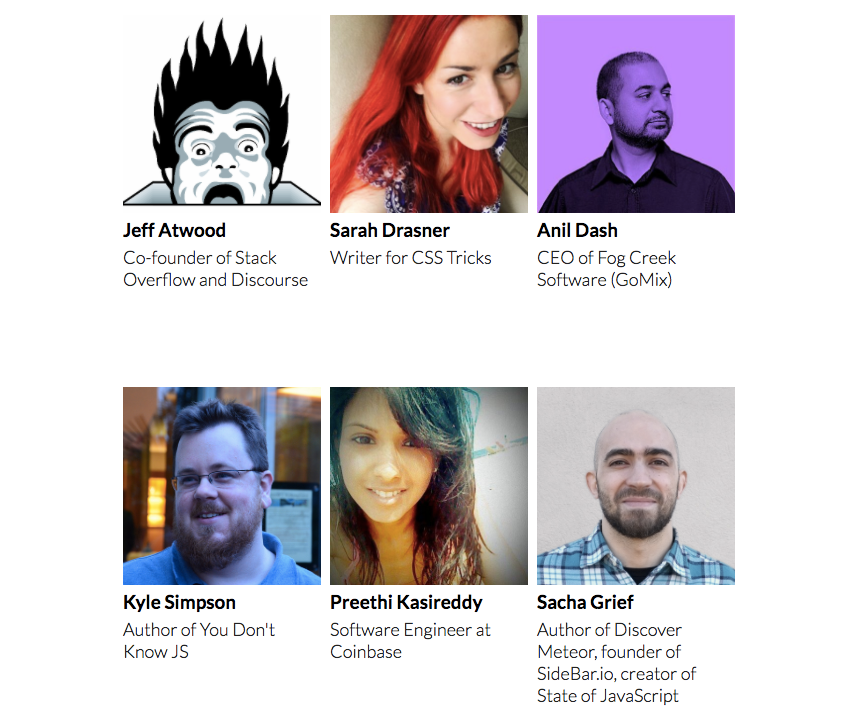 Jeff Atwood
Co-founder of Stack
Overflow and Discourse
Sarah Drasner
Writer for CSS Tricks
Anil Dash
CEO of Fog Creek
Software (GoMix)
Kyle Simpson
Author of You Don't
Know JS
Preethi Kasireddy
Software Engineer at
Coinbase
Sacha Grief
Author of Discover
Meteor, founder of
SideBar.io, creator of
State of JavaScript